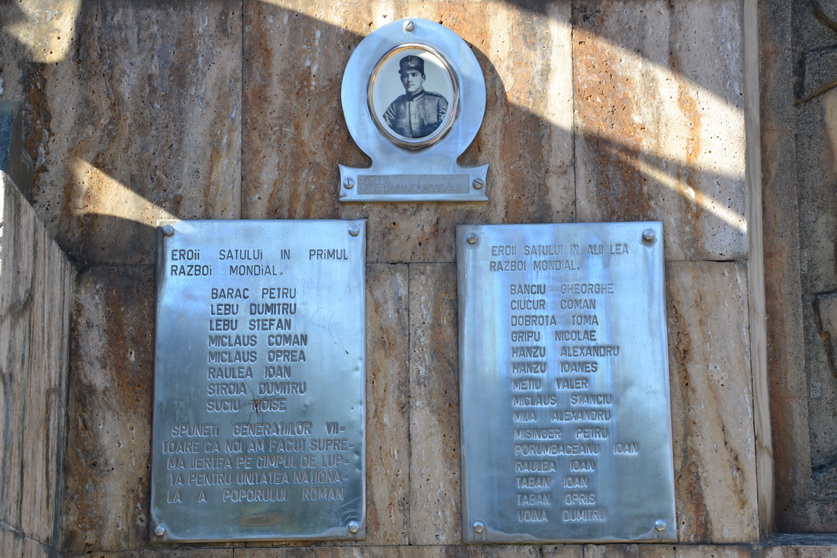 EROII SATULUI IN PRIMUL
RAZBOI MONDIAL.
BARAC PETRU
LEBU DUMITRU
LEBU STEFAN
MICLAUS COMAN
MICLAUS OPREA
RAULEA IOAN
STROIA DUMITRU
SUCIU MOISE
SPUNETI GENERATIILOR VII-
TOARE CA NOI AM FACUT SUPRE-
MA JERTFA PE CIMPUL DE LUP-
TA PENTRU UNITATEA NATIONA-
LA A POPORULUI ROMAN
EROII SATULUI IN AL II LEA
RAZBOI MONDIAL.
BANCIU GHEORGHE
CIUCUR COMAN
DOBROTA TOMA
GRIPU NICOLAE
HANZU ALEXANDRU
HANZU IOANES
METIU VALER
MICLAUS STANCIU
ALEXANDRU
MISINGER PETRU
PORUMBACEANU IOAN
RAULEA IOAN
TABAN IOAN
TABAN OPRIS
VOINA DUMITRU